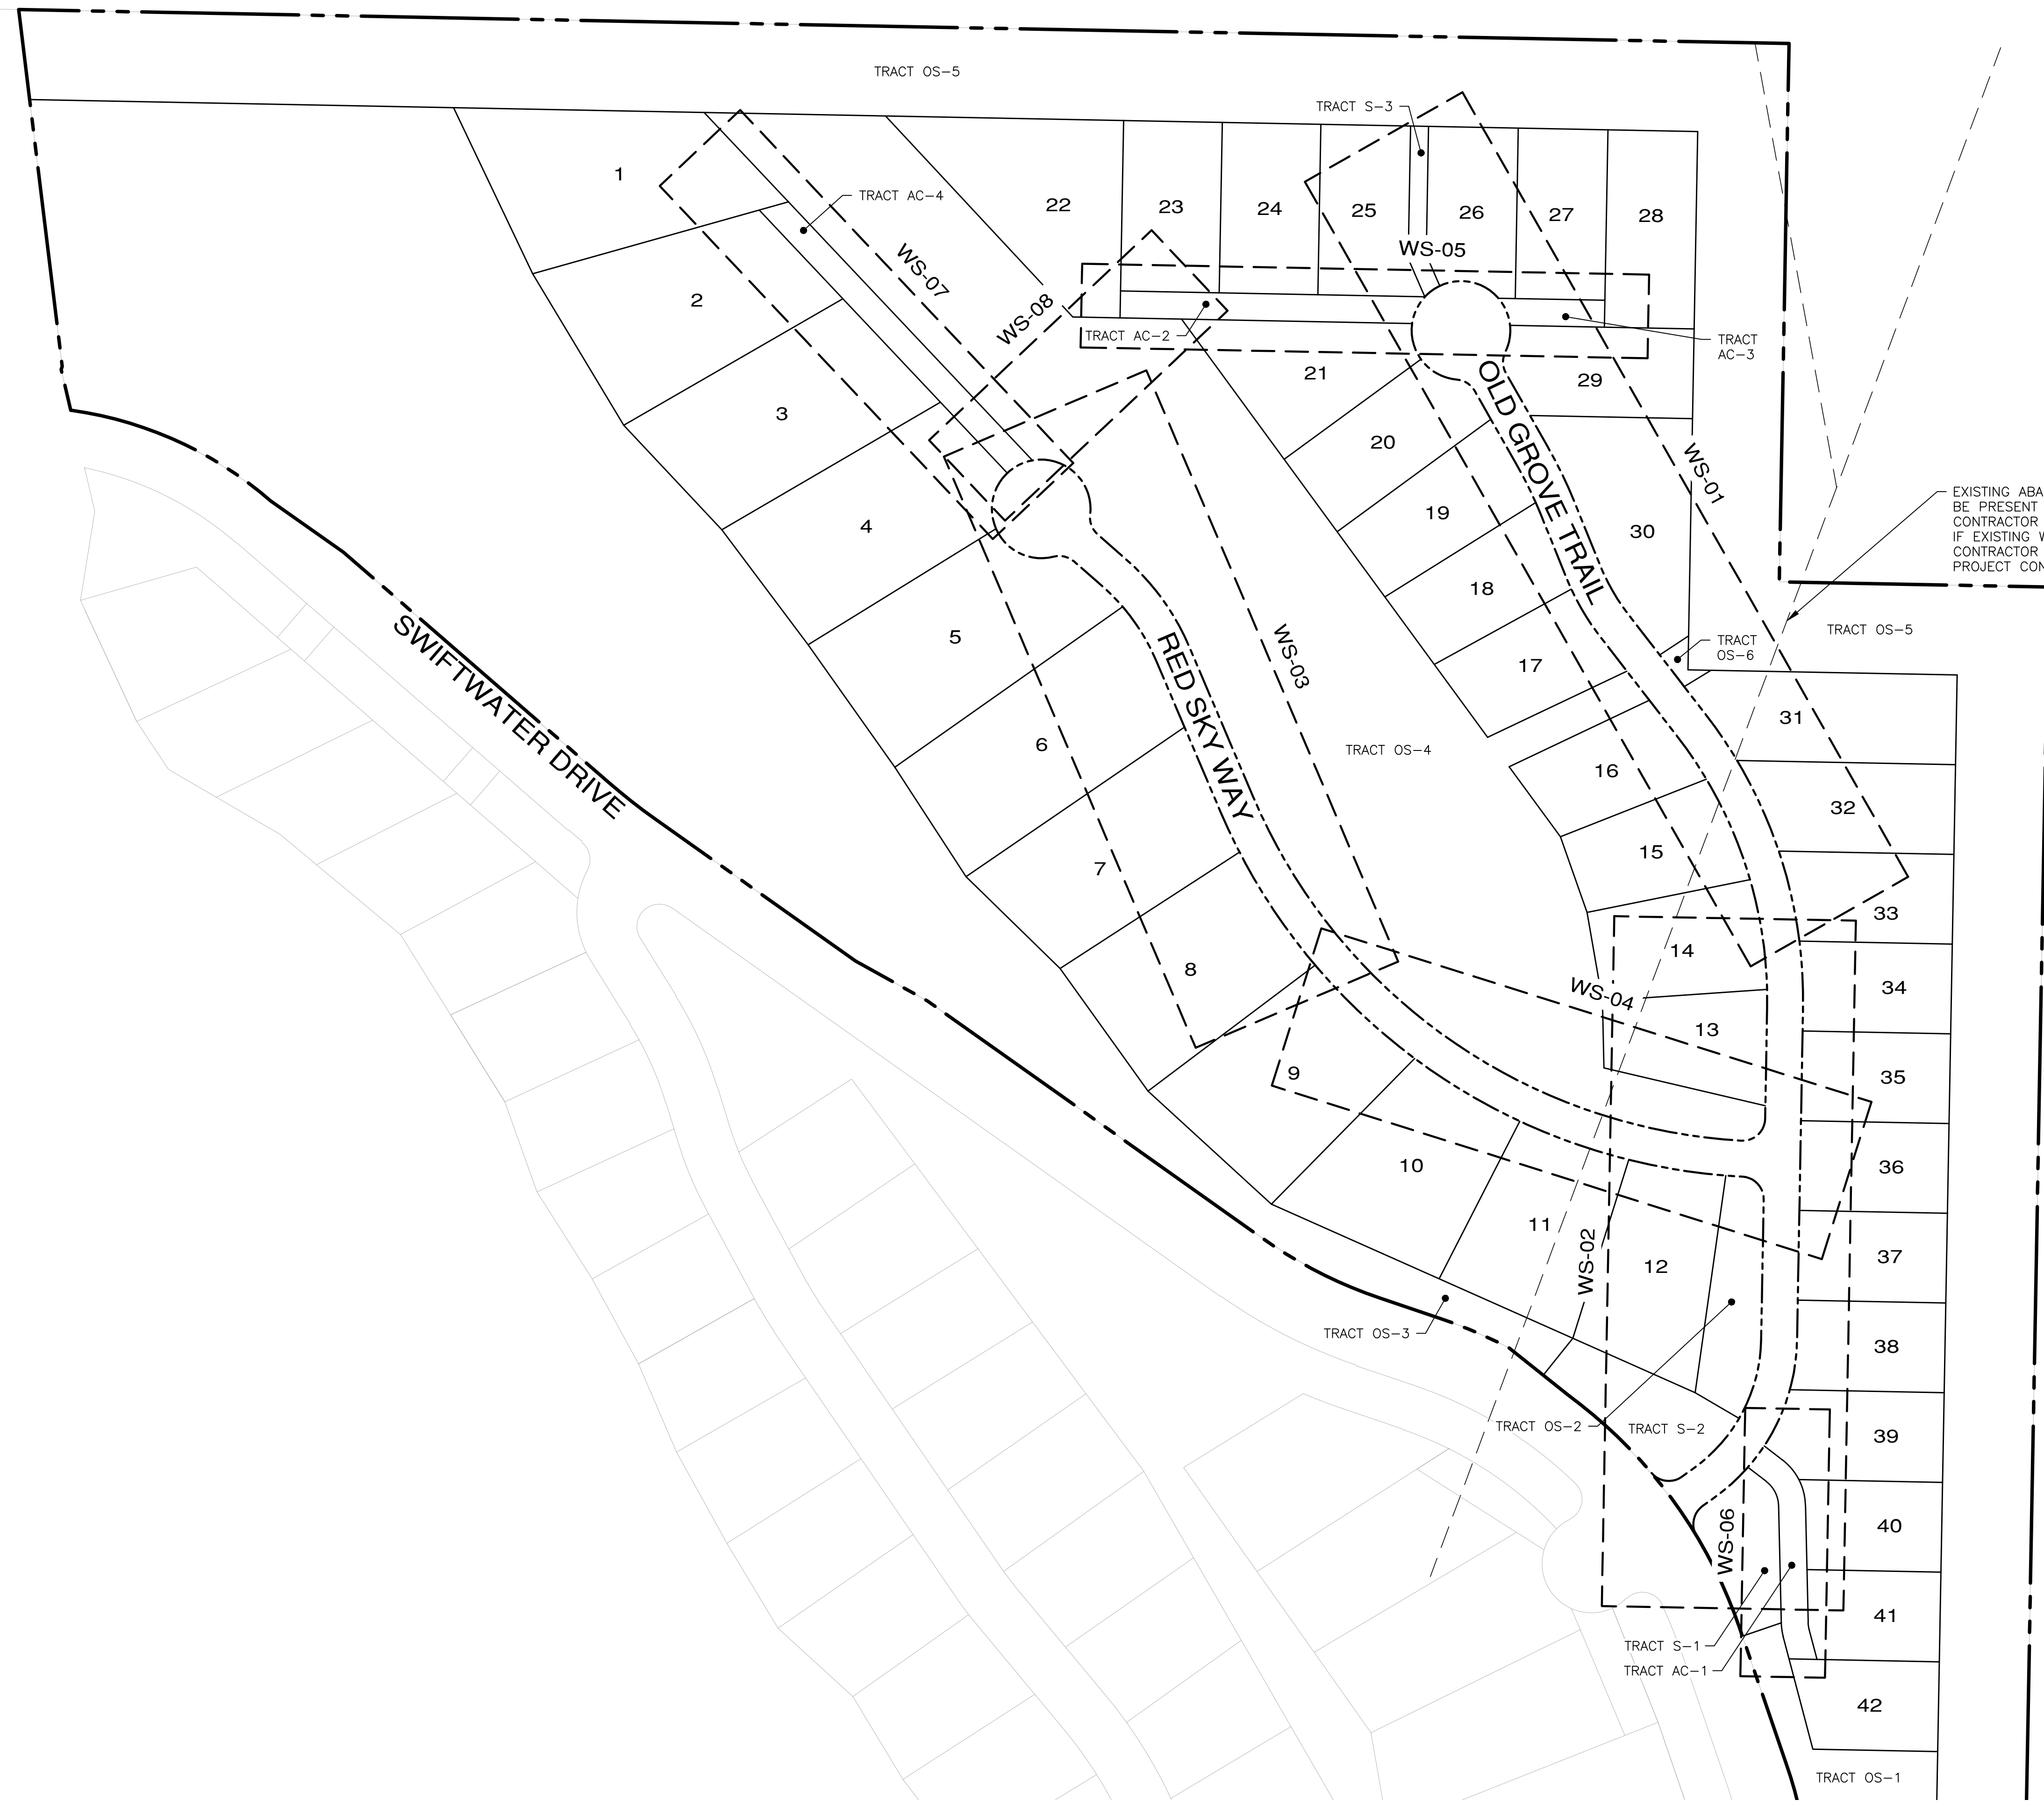 TRACT OS-5
TRACT S-3
1
TRACT AC-4
22
23
24
25
26
27
28
WS-05
WS-07
2
WS-08
TRACT AC-2
TRACT
AC-3
21
29
3
20
OLD GROVE TRAIL
WS-01
19
4
30
EXISTING ABA
BE PRESENT
CONTRACTOR
IF EXISTING W
CONTRACTOR
PROJECT CON
18
SWIFTWATER DRIVE
5
RED SKY WAY
WS-03
17
TRACT
OS-6
TRACT OS-5
31
6
TRACT OS-4
16
32
7
15
33
8
14
34
WS-04
13
9
35
10
36
11
12
37
WS-02
38
TRACT OS-3
TRACT OS-2
TRACT S-2
39
40
WS-06
41
TRACT S-1
TRACT AC-1
42
TRACT OS-1